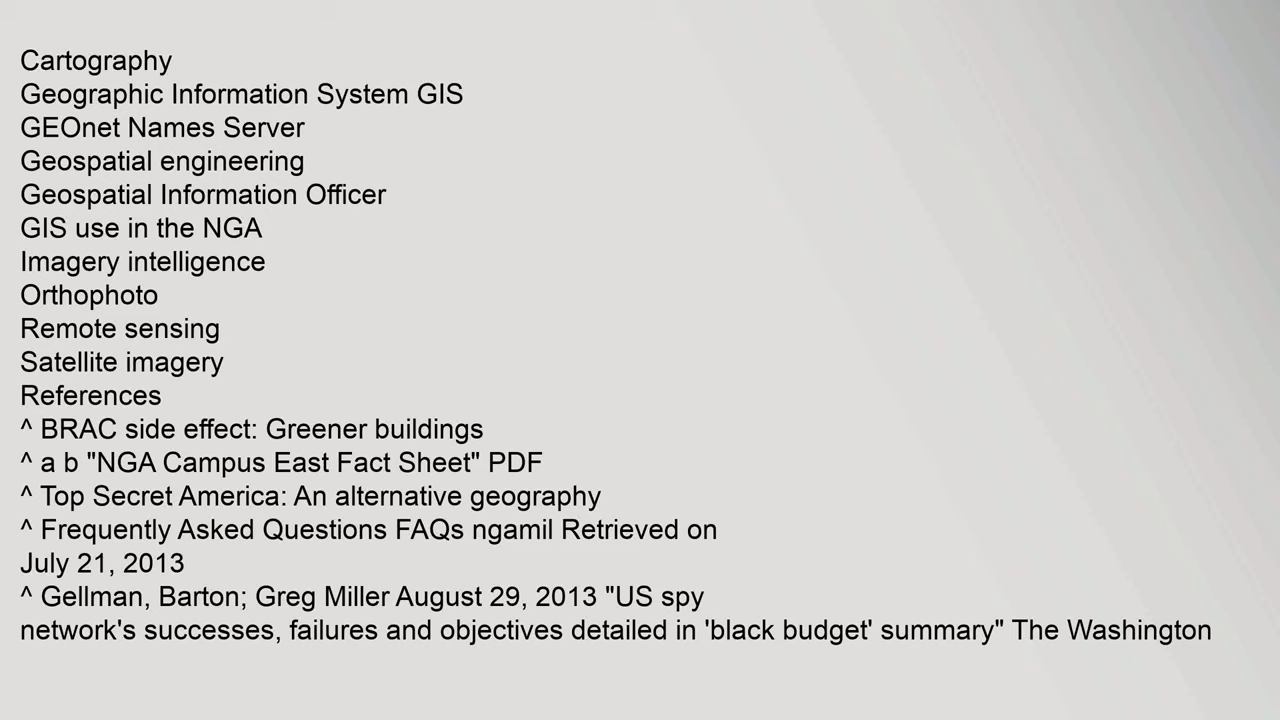 Cartography
Geographic Information System GIS
GEOnet Names Server
Geospatial engineering
Geospatial Information Officer
GIS use in the NGA
Imagery intelligence
Orthophoto
Remote sensing
Satellite imagery
References
^ BRAC side effect: Greener buildings
^ a b "NGA Campus East Fact Sheet" PDF
^ Top Secret America: An alternative geography
^ Frequently Asked Questions FAQs ngamil Retrieved on
July 21, 2013
^ Gellman, Barton; Greg Miller August 29, 2013 "US spy
network's successes, failures and objectives detailed in 'black budget' summary" The Washington